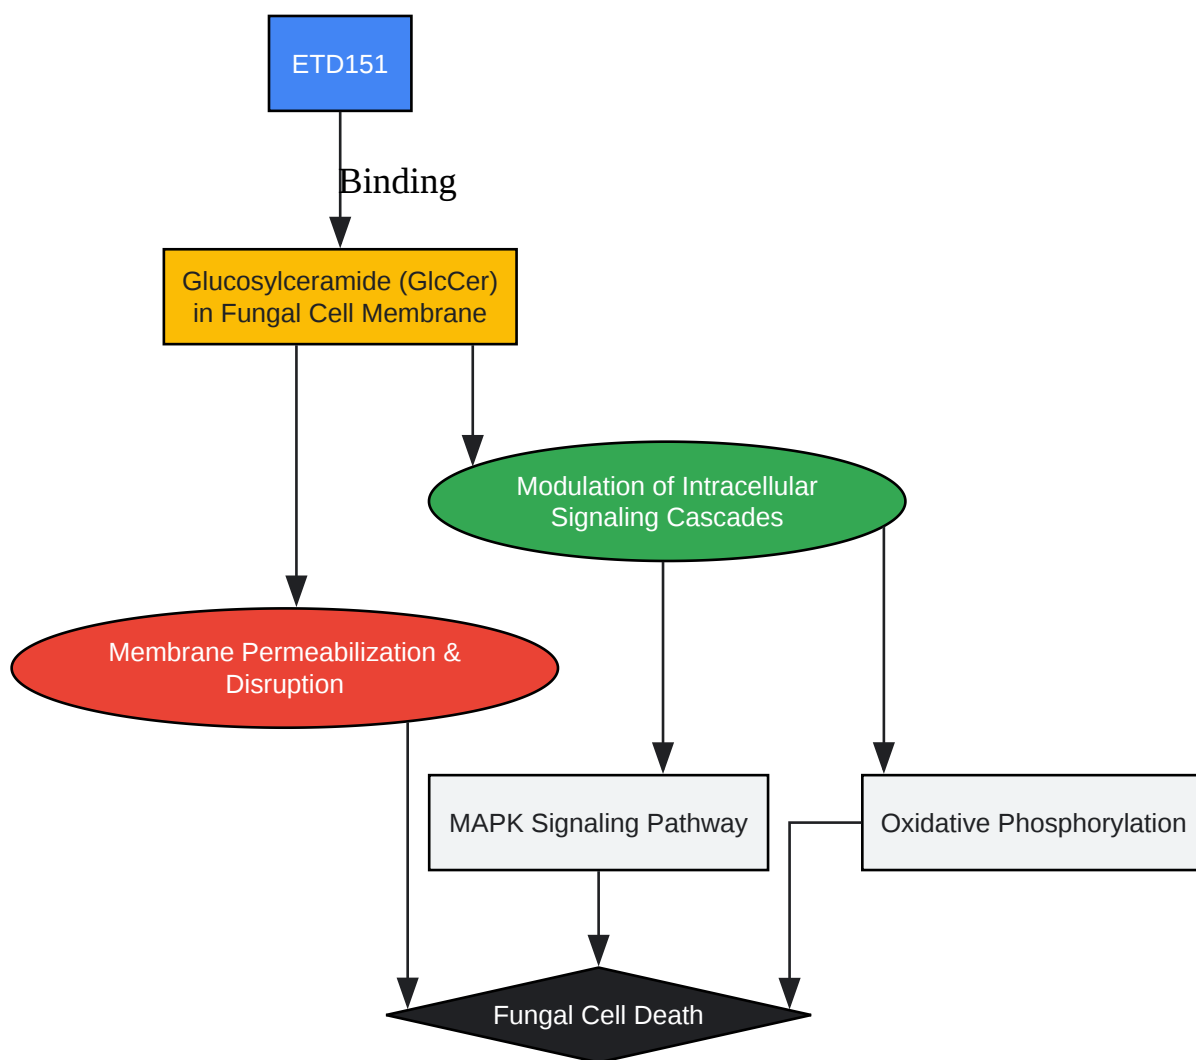 ETD151
Binding
Glucosylceramide (GlcCer)
in Fungal Cell Membrane
Modulation of Intracellular
Signaling Cascades
Membrane Permeabilization &
Disruption
MAPK Signaling Pathway
Oxidative Phosphorylation
Fungal Cell Death